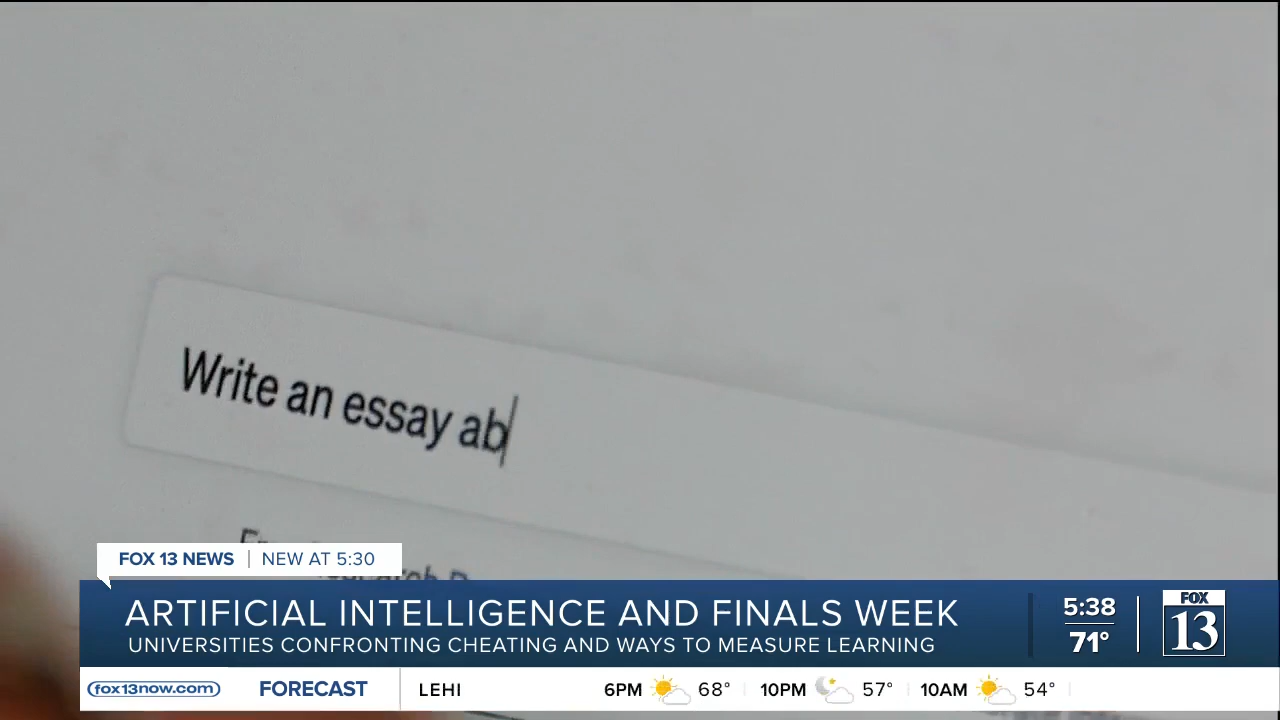 Write an essay ab
FOX 13 NEWS | NEW AT 5:30
ARTIFICIAL INTELLIGENCE AND FINALS WEEK
UNIVERSITIES CONFRONTING CHEATING AND WAYS TO MEASURE LEARNING
5:38
71°
FOX
13
fox13now.com FORECAST LEHI 6PM 68° 10PM 57° 10AM 54°